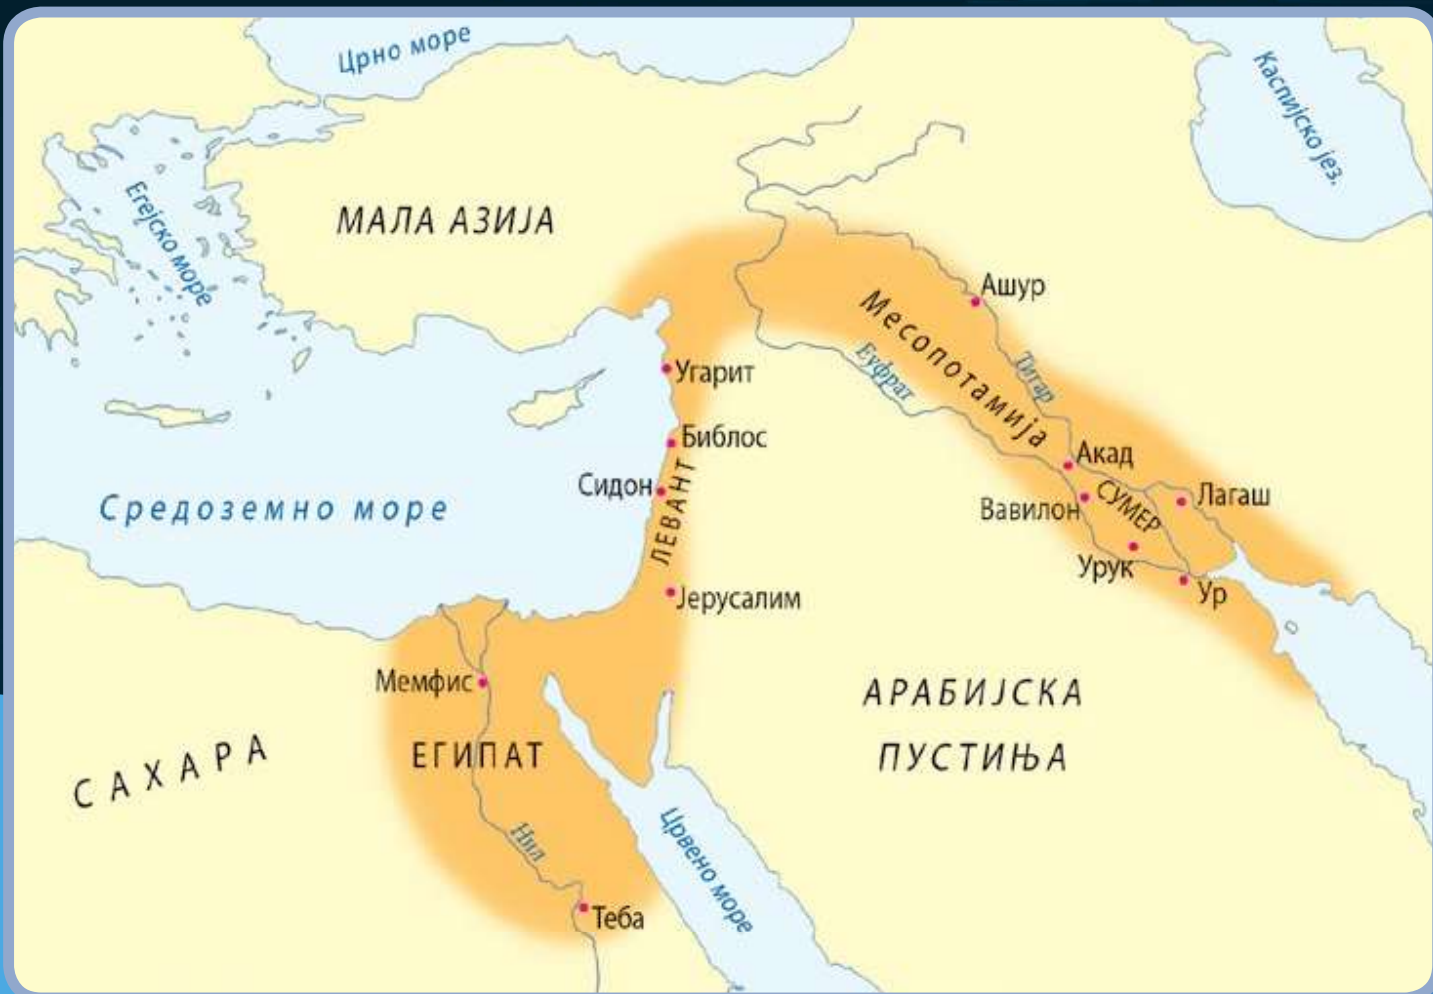 Црно море
Каспијско јез.
Егејско море
МАЛА АЗИЈА
Ашур
Месопотамија
Тигар
Еуфрат
Угарит
Библос
Акад
Сидон
ЛЕВАНТ
СУМЕР
Лагаш
Вавилон
Средоземно море
Урук
Ур
Јерусалим
Мемфис
АРАБИЈСКА
ПУСТИЊА
ЕГИПАТ
САХАРА
Нил
Црвено море
Теба